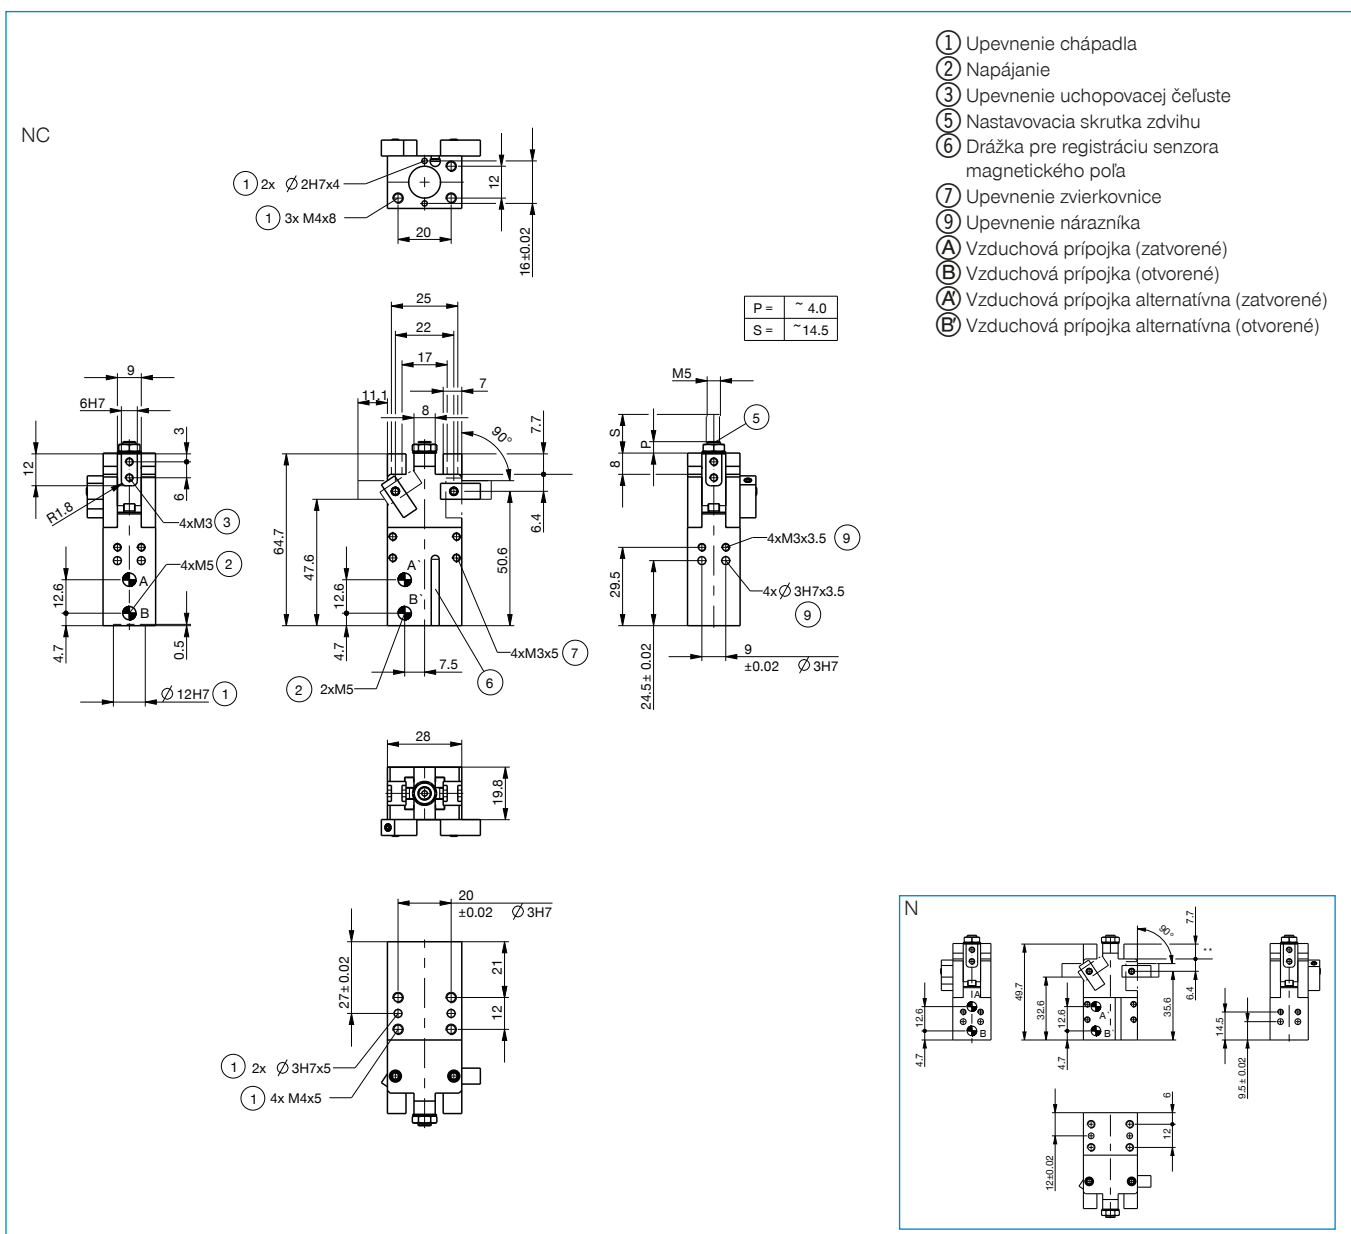 ① Upevnenie chápadla
② Napájanie
③ Upevnenie uchopovacej čeľuste
⑤ Nastavovacia skrutka zdvihu
⑥ Drážka pre registráciu senzora
magnetického poľa
⑦ Upevnenie zvierkovnice
⑨ Upevnenie nárazníka
Ⓐ Vzduchová prípojka (zatvorené)
Ⓑ Vzduchová prípojka (otvorené)
A' Vzduchová prípojka alternatívna (zatvorené)
B' Vzduchová prípojka alternatívna (otvorené)
NC
① 2x ∅ 2H7x4
① 3x M4x8
20
12
16±0.02
P = ~ 4.0
S = ~14.5
25
22
17
7
11.1
8
90°
7.7
6.4
64.7
47.6
50.6
12.6
4.7
A`
B`
7.5
② 2xM5
⑥
4xM3x5 ⑦
9
6H7
3
12
6
R1.8
4xM3 ③
4xM5 ②
A
B
12.6
4.7
0.5
∅ 12H7 ①
M5
⑤
S
P
8
4xM3x3.5 ⑨
4x ∅ 3H7x3.5
⑨
29.5
24.5± 0.02
9
±0.02 ∅ 3H7
28
19.8
20
±0.02 ∅ 3H7
27±0.02
21
12
① 2x ∅ 3H7x5
① 4x M4x5
N
A
B
12.6
4.7
49.7
32.6
12.6
4.7
A`
B`
90°
7.7
**
6.4
35.6
14.5
9.5± 0.02
12±0.02
6
12